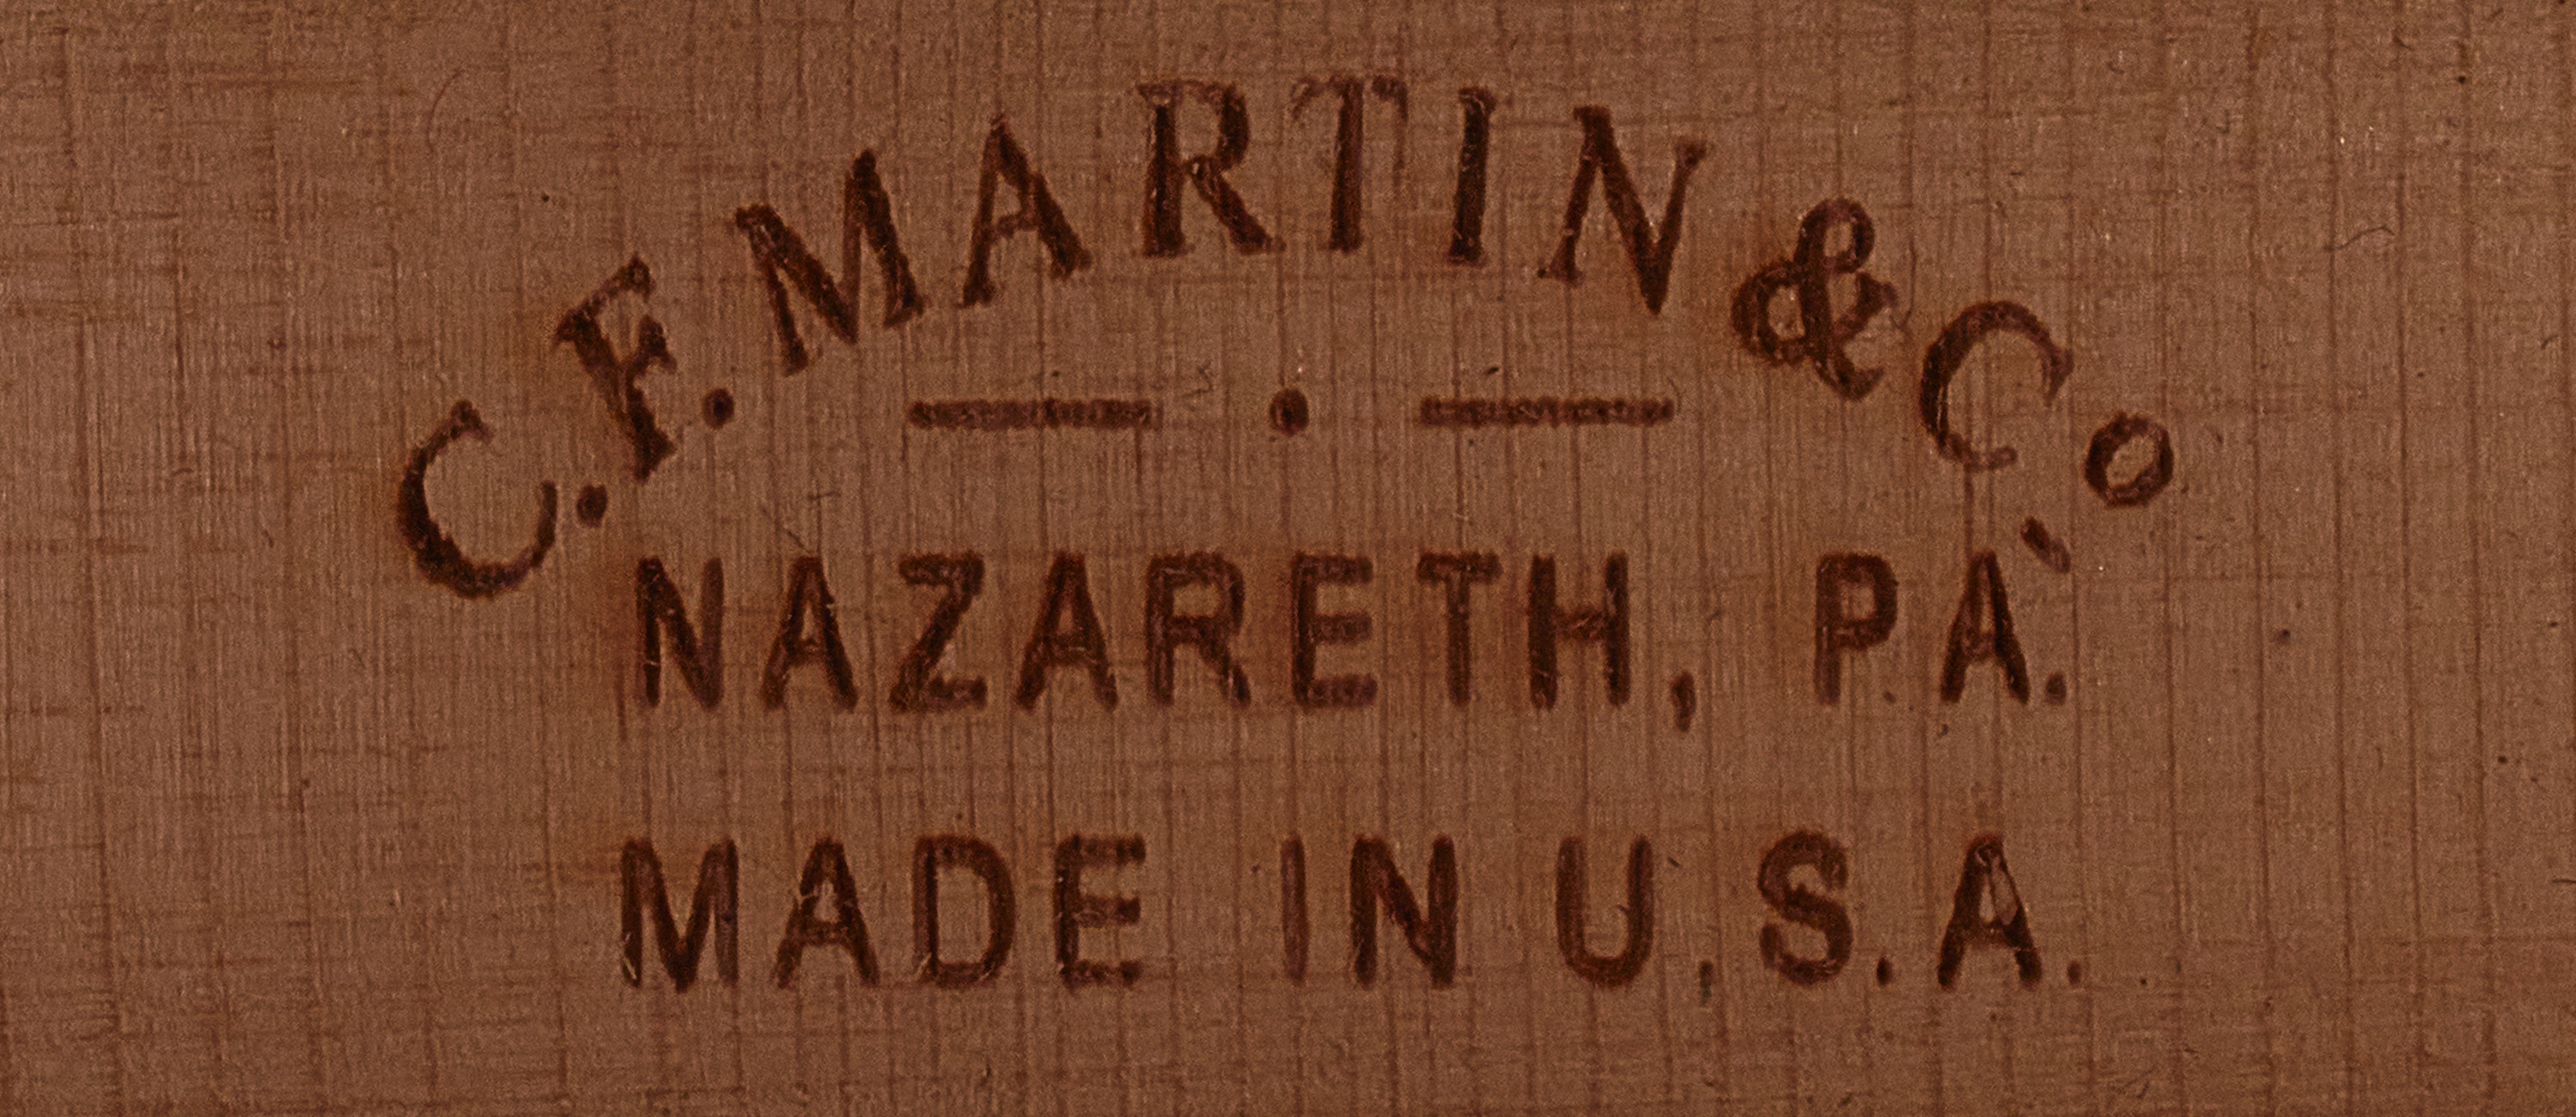 C.F. MARTIN & Co
— · —
NAZARETH, PA.
MADE IN U.S.A.